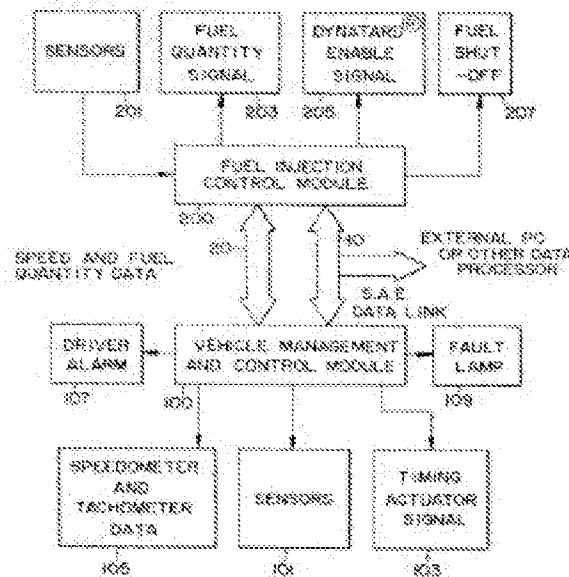 SENSORS
FUEL
QUANTITY
SIGNAL
DYNATARD
ENABLE
SIGNAL
FUEL
SHUT
-OFF
201
203
205
207
FUEL INJECTION
CONTROL MODULE
200
SPEED AND FUEL
QUANTITY DATA
20
10
EXTERNAL PC
OR OTHER DATA
PROCESSOR
S.A.E.
DATA LINK
DRIVER
ALARM
107
VEHICLE MANAGEMENT
AND CONTROL MODULE
100
FAULT
LAMP
109
SPEEDOMETER
AND
TACHOMETER
DATA
105
SENSORS
101
TIMING
ACTUATOR
SIGNAL
103